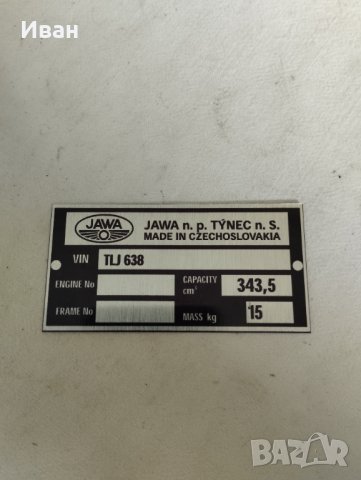 Иван
JAWA
JAWA n. p. TÝNEC n. S.
MADE IN CZECHOSLOVAKIA
VIN TLJ 638
ENGINE No
CAPACITY cm³ 343,5
FRAME No
MASS kg 15
BAZAR